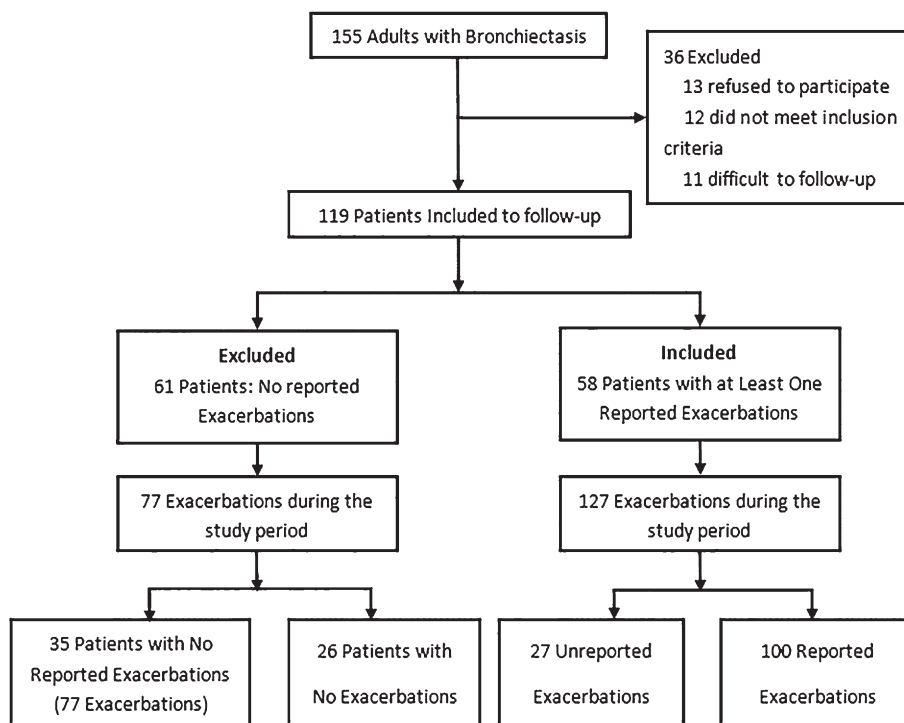 155 Adults with Bronchiectasis
36 Excluded
13 refused to participate
12 did not meet inclusion
criteria
11 difficult to follow-up
119 Patients Included to follow-up
Excluded
61 Patients: No reported
Exacerbations
Included
58 Patients with at Least One
Reported Exacerbations
77 Exacerbations during the
study period
127 Exacerbations during the
study period
35 Patients with No
Reported Exacerbations
(77 Exacerbations)
26 Patients with
No Exacerbations
27 Unreported
Exacerbations
100 Reported
Exacerbations